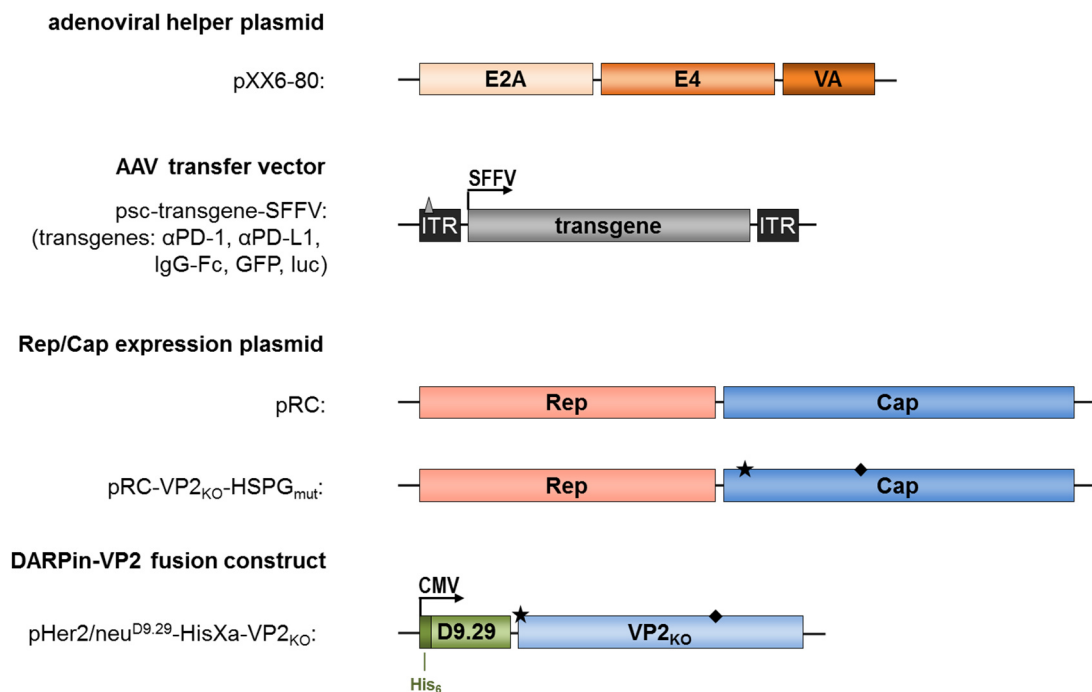 adenoviral helper plasmid
pXX6-80:
E2A
E4
VA
AAV transfer vector
SFFV
psc-transgene-SFFV:
(transgenes: αPD-1, αPD-L1,
IgG-Fc, GFP, luc)
ITR
transgene
ITR
Rep/Cap expression plasmid
pRC:
Rep
Cap
pRC-VP2KO-HSPGmut:
Rep
Cap
DARPin-VP2 fusion construct
CMV
pHer2/neuD9.29-HisXa-VP2KO:
D9.29
VP2KO
His6